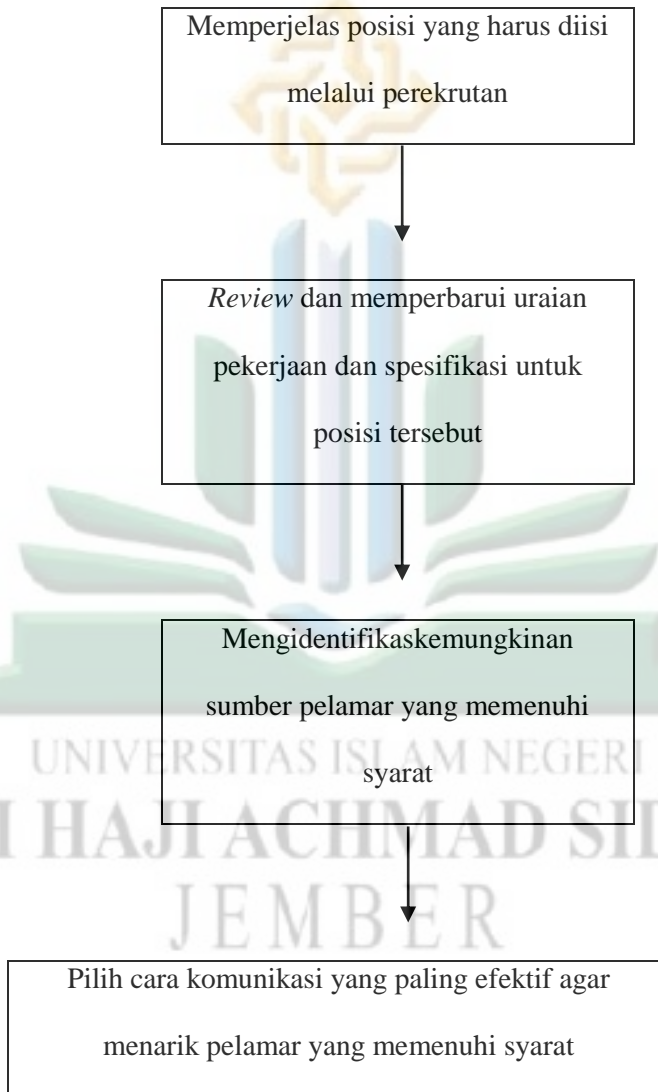 Memperjelas posisi yang harus diisi
melalui perekrutan
Review dan memperbarui uraian
pekerjaan dan spesifikasi untuk
posisi tersebut
Mengidentifikaskemungkinan
sumber pelamar yang memenuhi
syarat
UNIVERSITAS ISLAM NEGERI
HAJI ACHMAD SID
JEMBER
Pilih cara komunikasi yang paling efektif agar
menarik pelamar yang memenuhi syarat